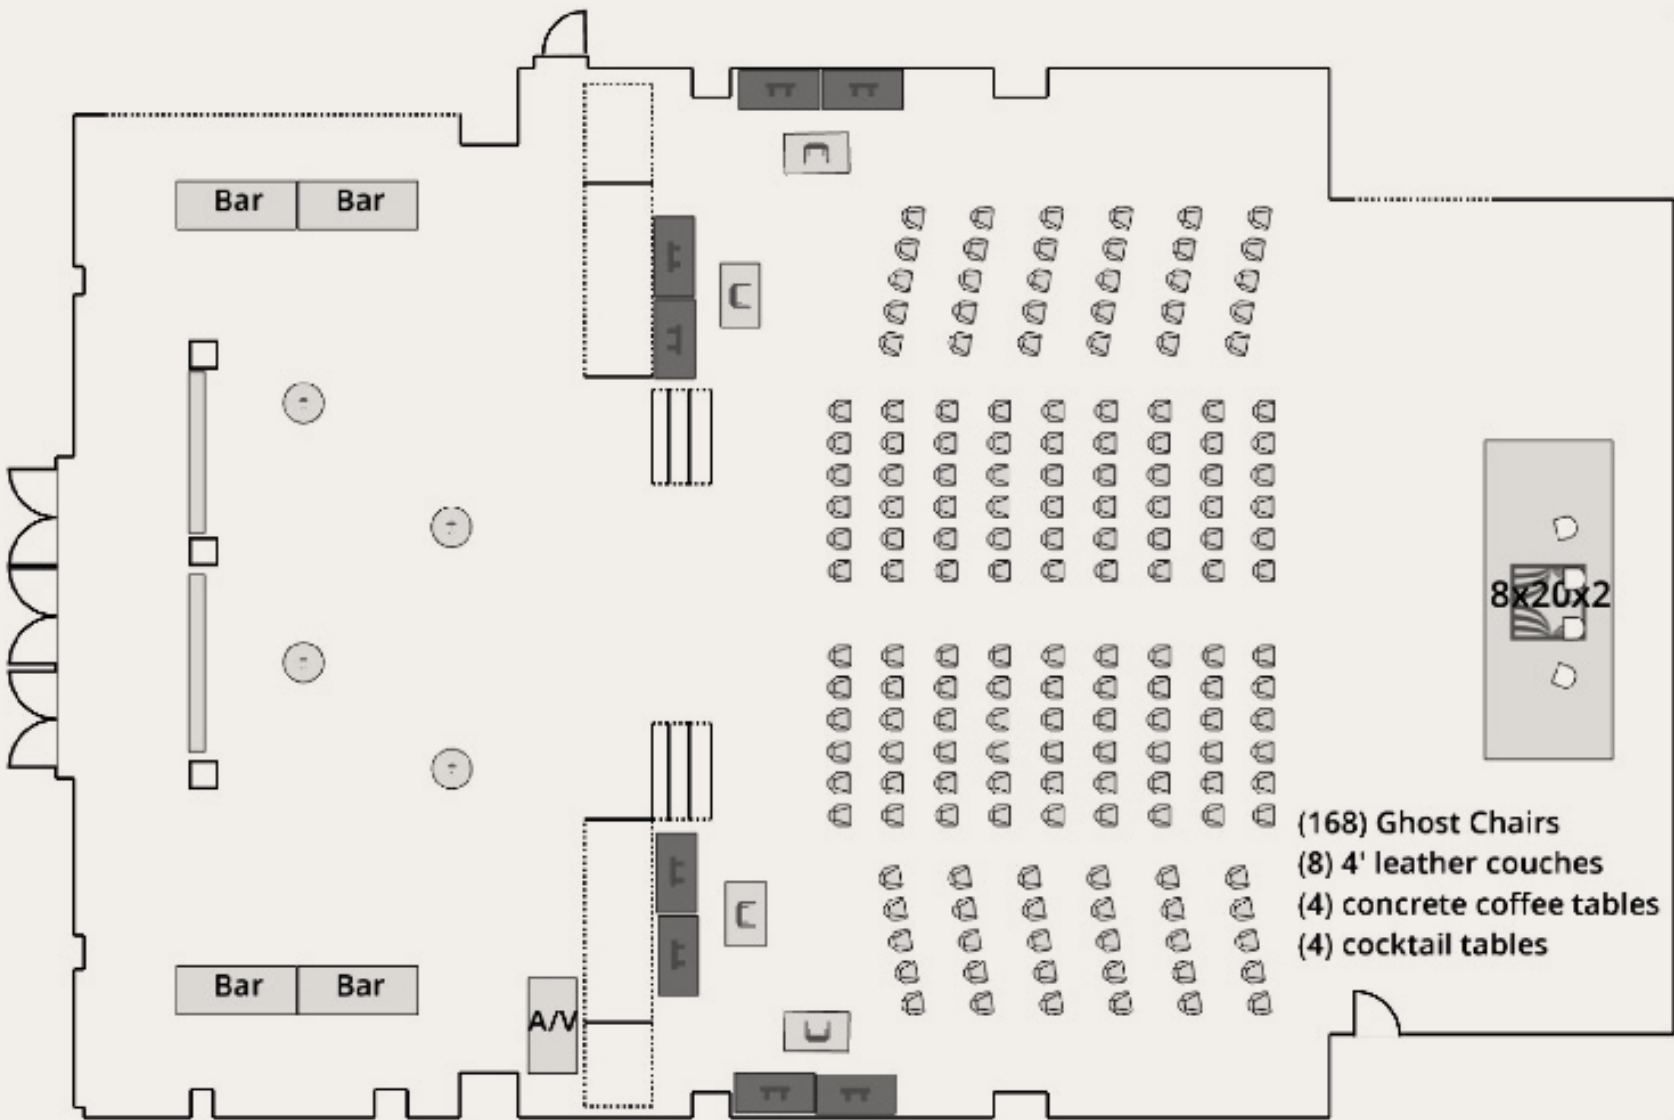 Bar Bar
8x20x2
(168) Ghost Chairs
(8) 4' leather couches
(4) concrete coffee tables
(4) cocktail tables
Bar Bar
A/V